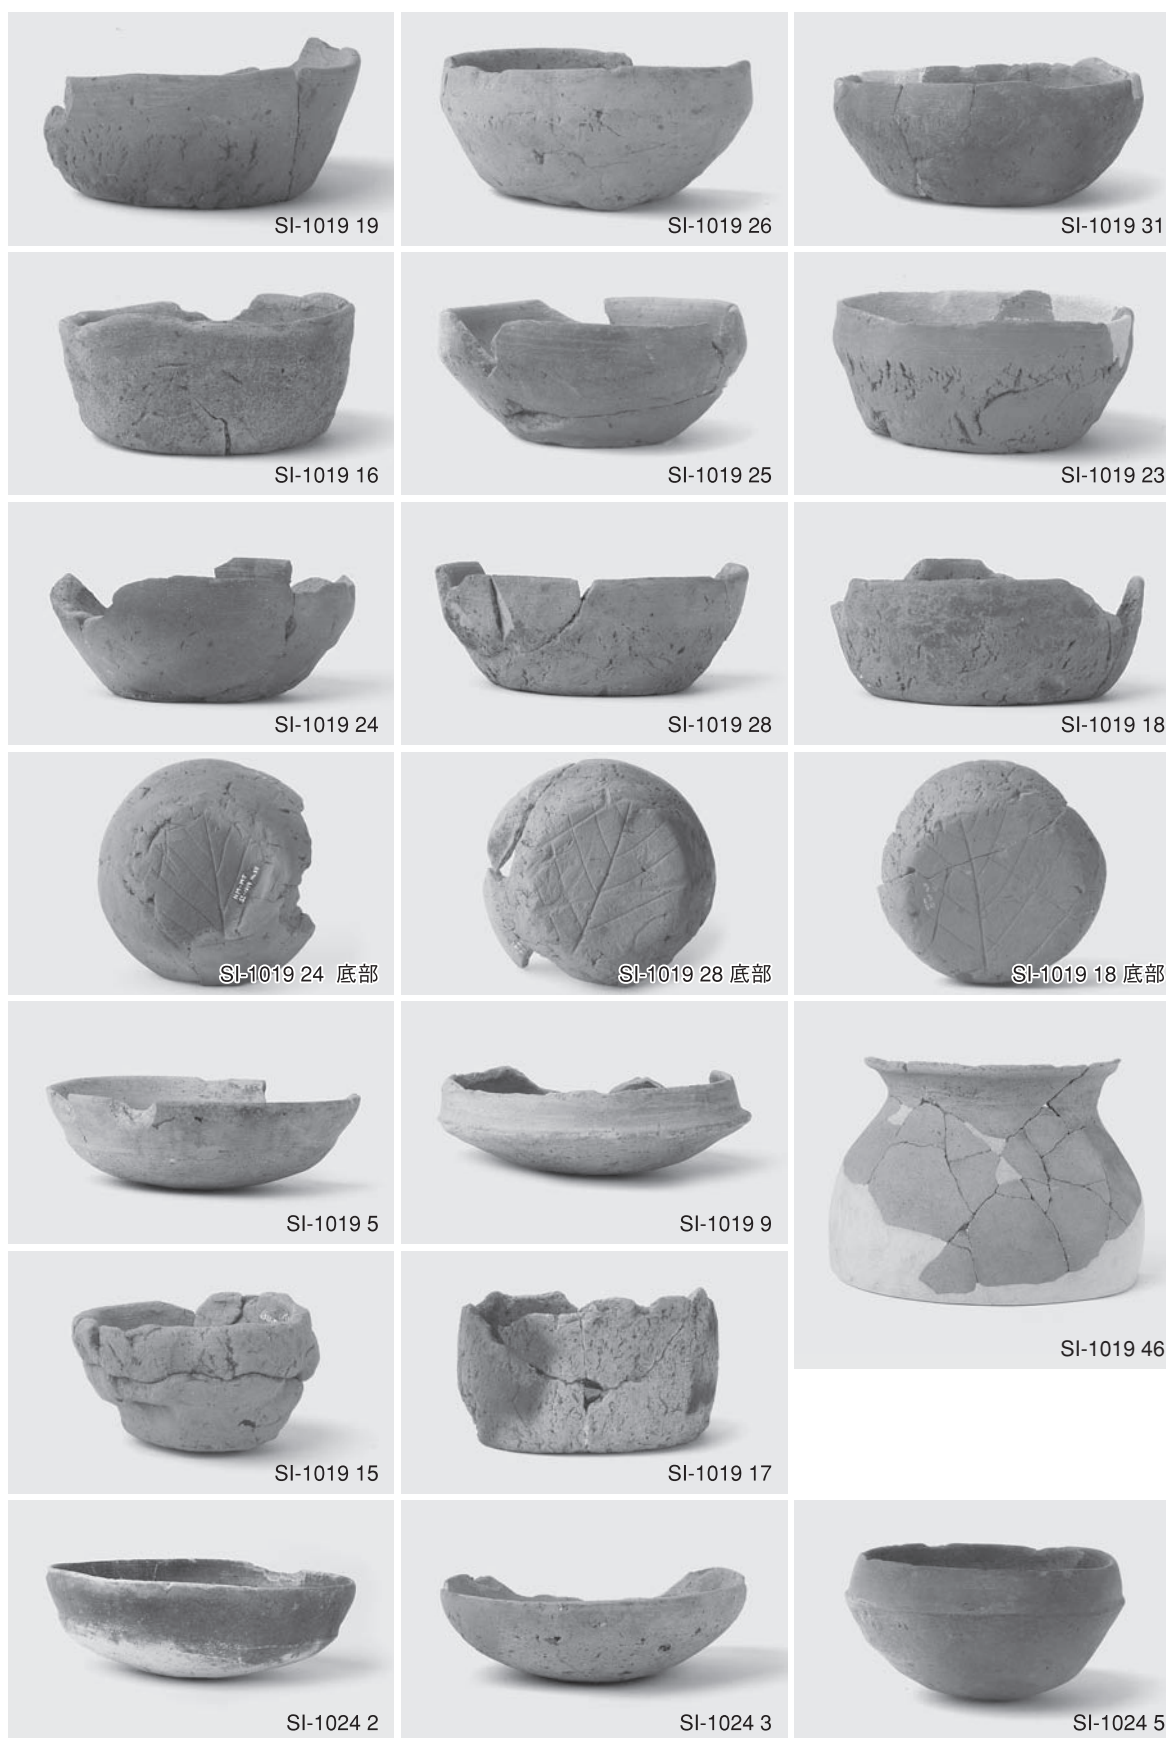 SI-1019 19
SI-1019 26
SI-1019 31
SI-1019 16
SI-1019 25
SI-1019 23
SI-1019 24
SI-1019 28
SI-1019 18
SI-1019 24 底部
SI-1019 28 底部
SI-1019 18 底部
SI-1019 5
SI-1019 9
SI-1019 46
SI-1019 15
SI-1019 17
SI-1024 2
SI-1024 3
SI-1024 5